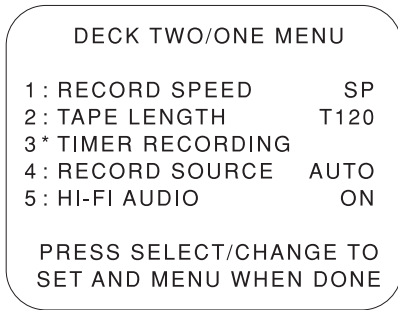 DECK TWO/ONE MENU
1: RECORD SPEED SP
2: TAPE LENGTH T120
3* TIMER RECORDING
4: RECORD SOURCE AUTO
5: HI-FI AUDIO ON
PRESS SELECT/CHANGE TO
SET AND MENU WHEN DONE